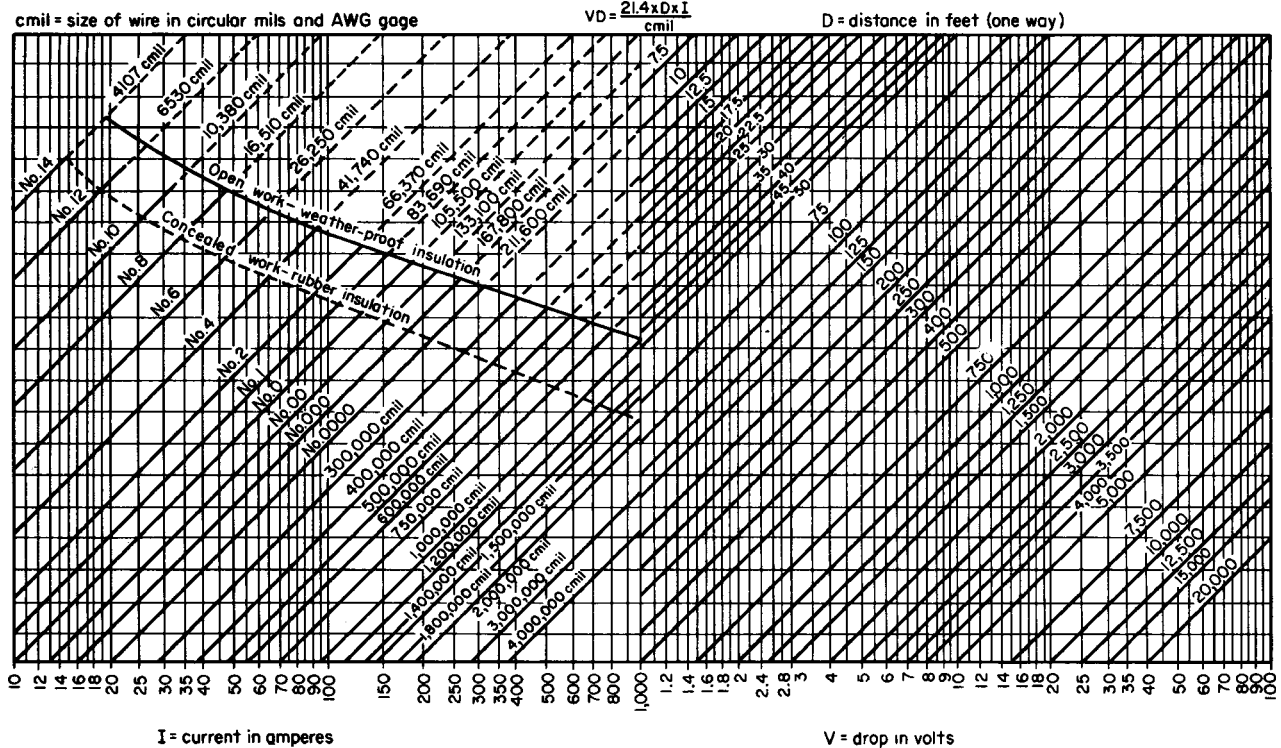 cmil = size of wire in circular mils and AWG gage
VD = 21.4xDxI
cmil
D = distance in feet (one way)
4107 cmil
6530 cmil
10,380 cmil
16,510 cmil
26,250 cmil
41,740 cmil
66,370 cmil
83,690 cmil
105,500 cmil
133,100 cmil
167,800 cmil
211,600 cmil
No. 14
No. 12
No. 10
No. 8
No. 6
No. 4
No. 2
No. 1
No. 0
No. 00
No. 000
No. 0000
300,000 cmil
400,000 cmil
500,000 cmil
600,000 cmil
750,000 cmil
1,000,000 cmil
1,200,000 cmil
1,400,000 cmil
1,500,000 cmil
1,800,000 cmil
2,000,000 cmil
3,000,000 cmil
4,000,000 cmil
Open work – weather-proof insulation
Concealed work – rubber insulation
7.5
10
12.5
15
17.5
20
22.5
25
30
35
40
45
50
75
100
125
150
200
250
300
400
500
750
1,000
1,250
1,500
2,000
2,500
3,000
3,500
4,000
5,000
7,500
10,000
12,500
15,000
20,000
10 12 14 16 18 20 25 30 35 40 50 60 70 80 90 100 150 200 250 300 350 400 500 600 700 800 1,000 1.2 1.4 1.6 1.8 2 2.4 2.8 3 4 5 6 7 8 9 10 12 14 16 18 20 25 30 35 40 50 60 70 80 90 100
I = current in amperes
V = drop in volts